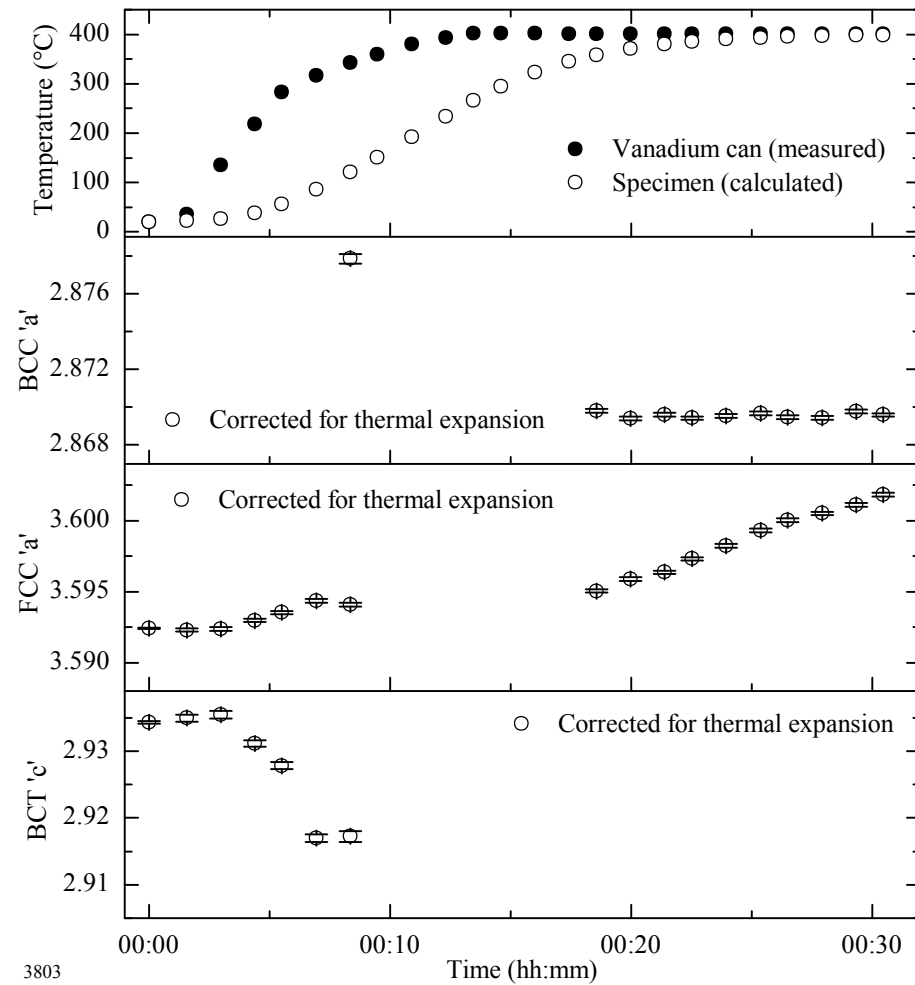 Temperature (°C)
400
300
200
100
0
Vanadium can (measured)
Specimen (calculated)
BCC 'a'
2.876
2.872
2.868
Corrected for thermal expansion
FCC 'a'
3.600
3.595
3.590
Corrected for thermal expansion
BCT 'c'
2.93
2.92
2.91
Corrected for thermal expansion
00:00 00:10 00:20 00:30
Time (hh:mm)
3803